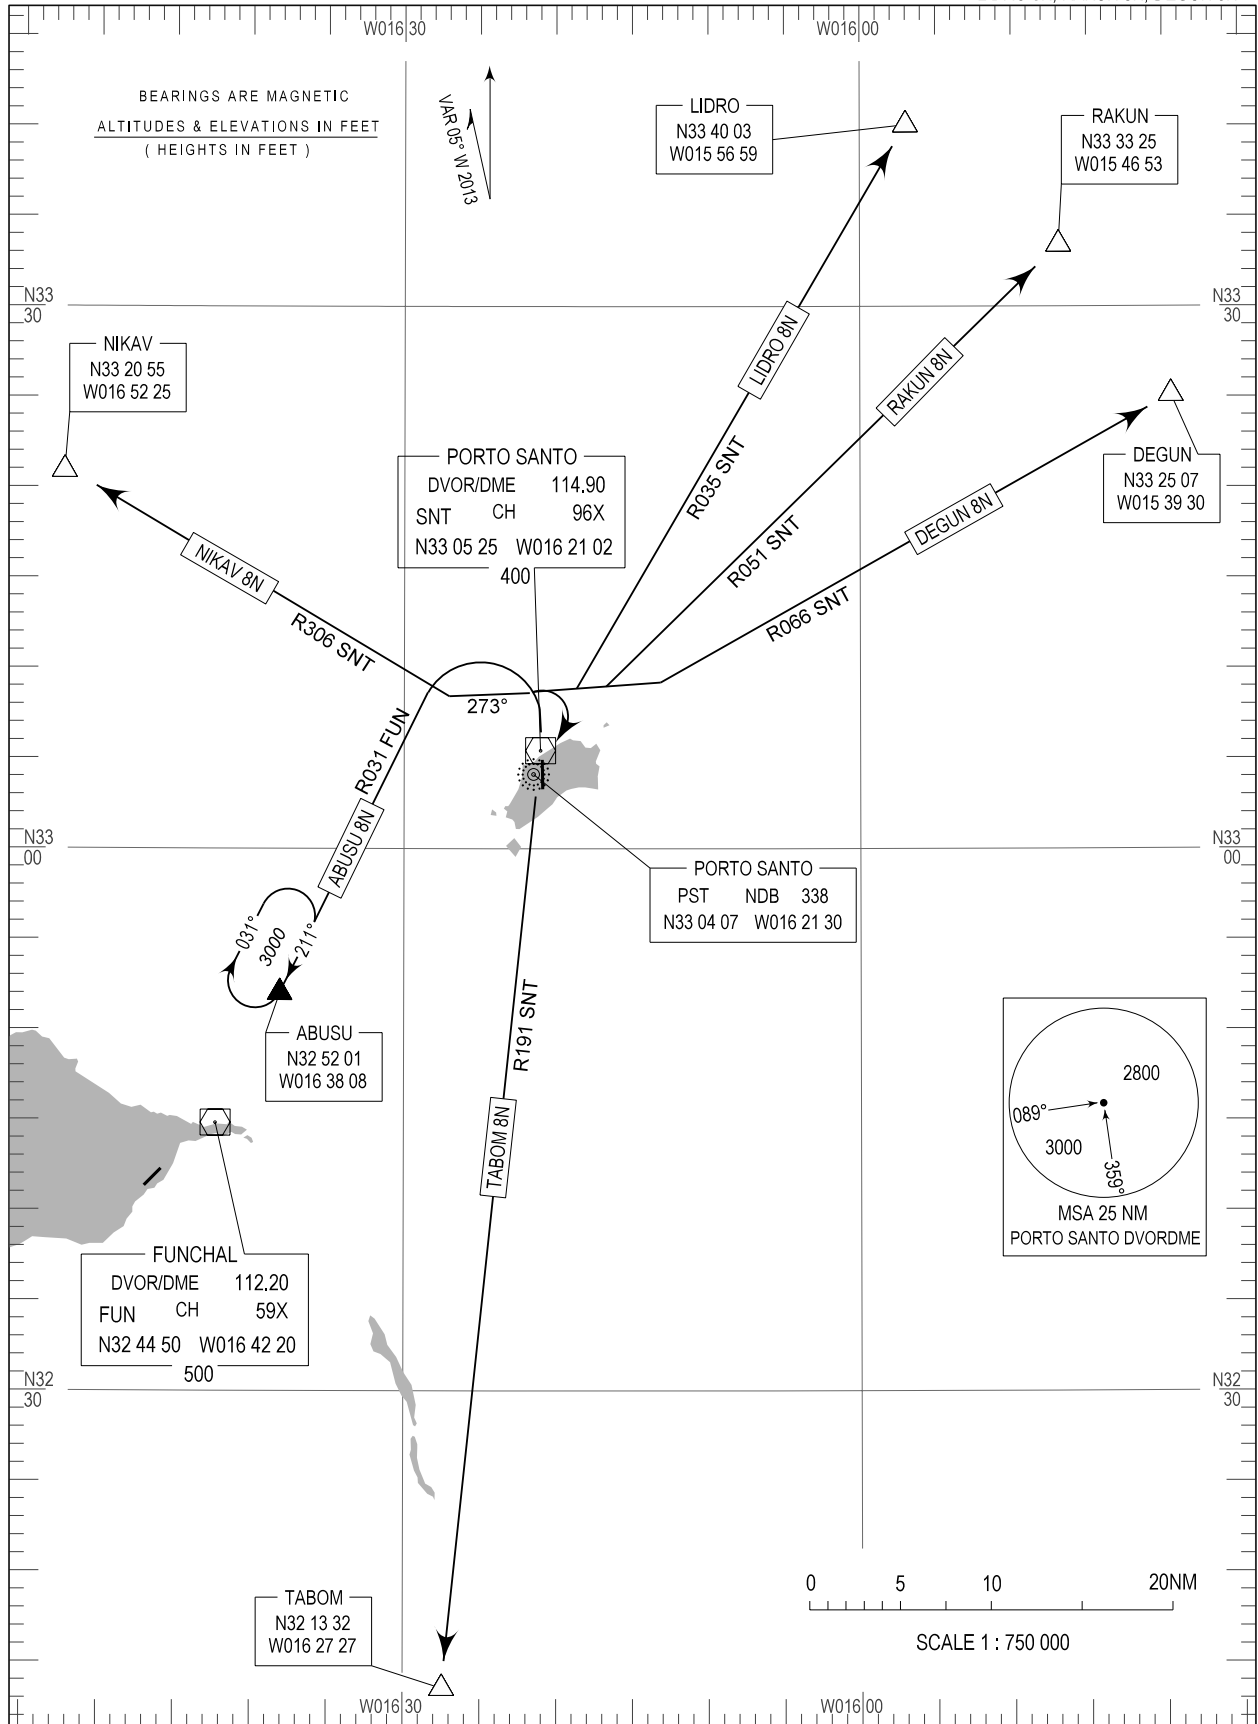 W016 30
W016 00
BEARINGS ARE MAGNETIC
ALTITUDES & ELEVATIONS IN FEET
( HEIGHTS IN FEET )
VAR 05° W 2013
LIDRO
N33 40 03
W015 56 59
RAKUN
N33 33 25
W015 46 53
N33
30
N33
30
NIKAV
N33 20 55
W016 52 25
LIDRO 8N
RAKUN 8N
DEGUN
N33 25 07
W015 39 30
PORTO SANTO
DVOR/DME 114.90
SNT CH 96X
N33 05 25 W016 21 02
400
R035 SNT
DEGUN 8N
R051 SNT
NIKAV 8N
R306 SNT
R066 SNT
273°
R031 FUN
ABUSU 8N
N33
00
N33
00
PORTO SANTO
PST NDB 338
N33 04 07 W016 21 30
031°
3000
211°
ABUSU
N32 52 01
W016 38 08
R191 SNT
TABOM 8N
2800
089°
3000
359°
MSA 25 NM
PORTO SANTO DVORDME
FUNCHAL
DVOR/DME 112.20
FUN CH 59X
N32 44 50 W016 42 20
500
N32
30
N32
30
TABOM
N32 13 32
W016 27 27
0 5 10 20NM
SCALE 1 : 750 000
W016 30
W016 00